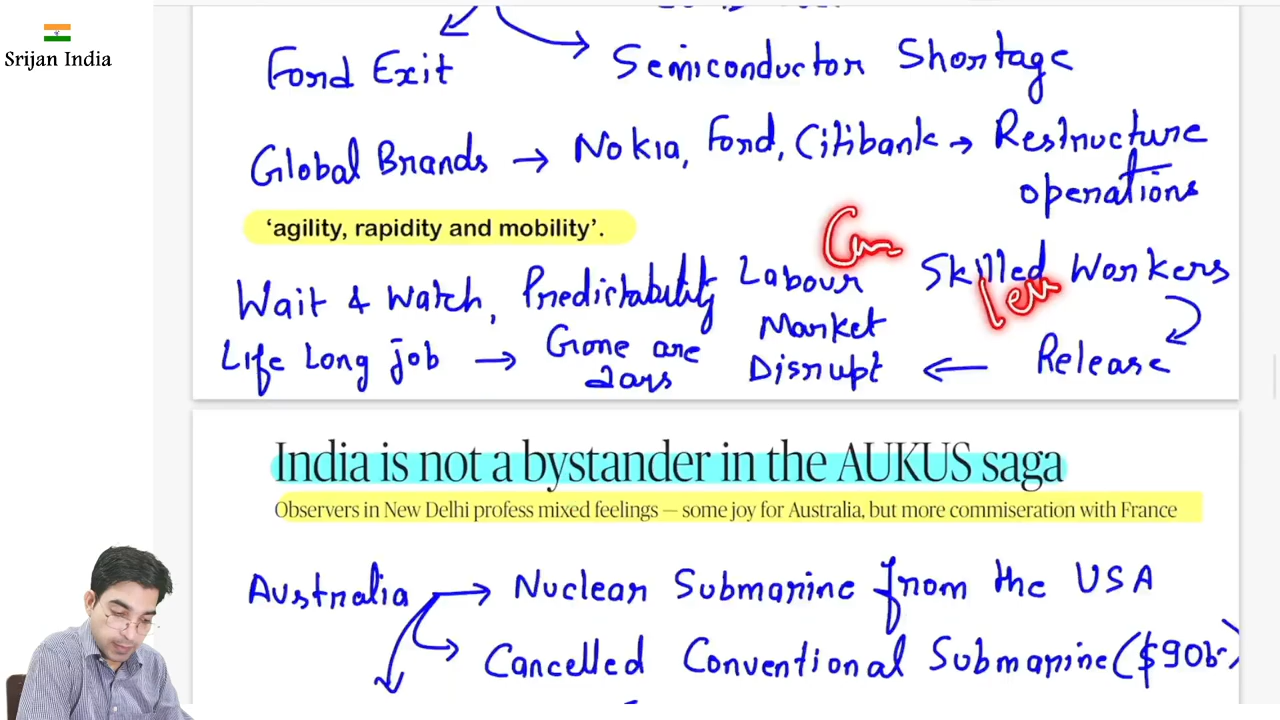 Srijan India
Ford Exit
Semiconductor Shortage
Global Brands → Nokia, Ford, Citibank → Restructure
operations
‘agility, rapidity and mobility’.
Wait & Watch, Predictability Labour Skilled Workers
Market
Life Long job → Gone are Disrupt ← Release
days
India is not a bystander in the AUKUS saga
Observers in New Delhi profess mixed feelings — some joy for Australia, but more commiseration with France
Australia → Nuclear Submarine from the USA
Cancelled Conventional Submarine ($90b